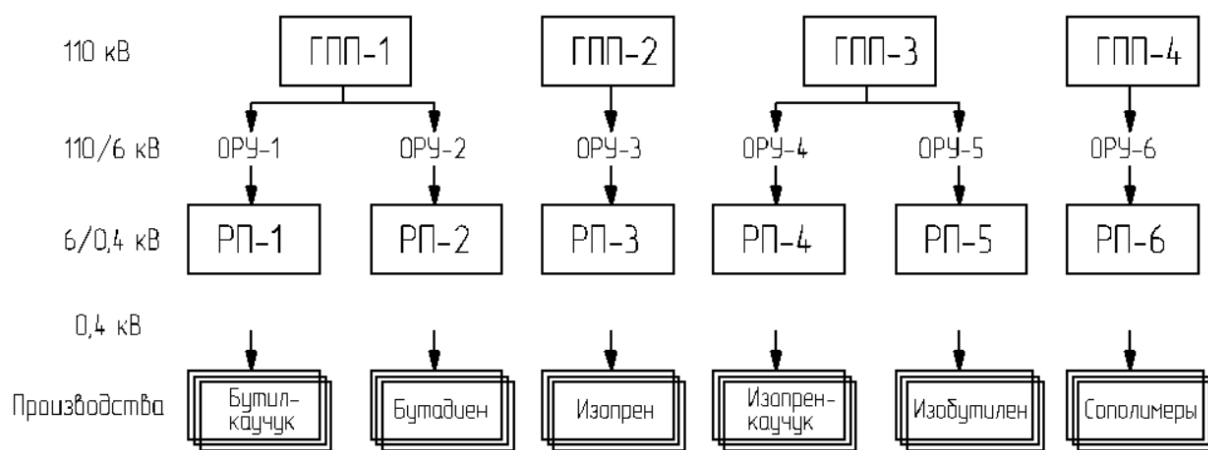 110 кВ ГПП-1 ГПП-2 ГПП-3 ГПП-4
110/6 кВ ОРУ-1 ОРУ-2 ОРУ-3 ОРУ-4 ОРУ-5 ОРУ-6
6/0,4 кВ РП-1 РП-2 РП-3 РП-4 РП-5 РП-6
0,4 кВ
Производства
Бутил-
каучук
Бутадиен
Изопрен
Изопрен-
каучук
Изобутилен
Сополимеры